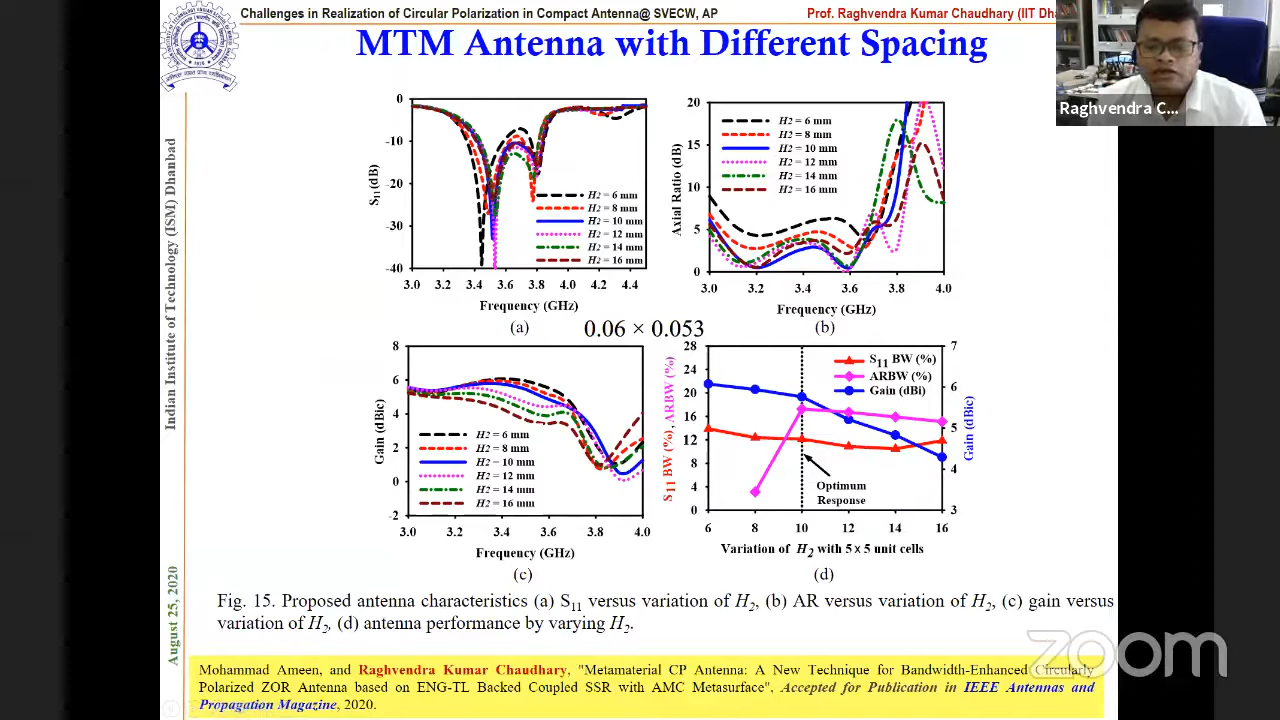 Challenges in Realization of Circular Polarization in Compact Antenna@ SVECW, AP
Prof. Raghvendra Kumar Chaudhary (IIT Dha
MTM Antenna with Different Spacing
Raghvendra C...
Indian Institute of Technology (ISM) Dhanbad
August 25, 2020
0
-10
-20
-30
-40
S11 (dB)
H2 = 6 mm
H2 = 8 mm
H2 = 10 mm
H2 = 12 mm
H2 = 14 mm
H2 = 16 mm
3.0 3.2 3.4 3.6 3.8 4.0 4.2 4.4
Frequency (GHz)
(a)
20
15
10
5
0
Axial Ratio (dB)
H2 = 6 mm
H2 = 8 mm
H2 = 10 mm
H2 = 12 mm
H2 = 14 mm
H2 = 16 mm
3.0 3.2 3.4 3.6 3.8 4.0
Frequency (GHz)
(b)
0.06 × 0.053
8
6
4
2
0
-2
Gain (dBic)
H2 = 6 mm
H2 = 8 mm
H2 = 10 mm
H2 = 12 mm
H2 = 14 mm
H2 = 16 mm
3.0 3.2 3.4 3.6 3.8 4.0
Frequency (GHz)
(c)
28
24
20
16
12
8
4
0
S11 BW (%), ARBW (%)
S11 BW (%)
ARBW (%)
Gain (dBi)
Optimum
Response
7
6
5
4
3
Gain (dBic)
6 8 10 12 14 16
Variation of H2 with 5 × 5 unit cells
(d)
Fig. 15. Proposed antenna characteristics (a) S11 versus variation of H2, (b) AR versus variation of H2, (c) gain versus
variation of H2, (d) antenna performance by varying H2.
zoom
Mohammad Ameen, and Raghvendra Kumar Chaudhary, "Metamaterial CP Antenna: A New Technique for Bandwidth-Enhanced Circularly
Polarized ZOR Antenna based on ENG-TL Backed Coupled SSR with AMC Metasurface", Accepted for Publication in IEEE Antennas and
Propagation Magazine, 2020.